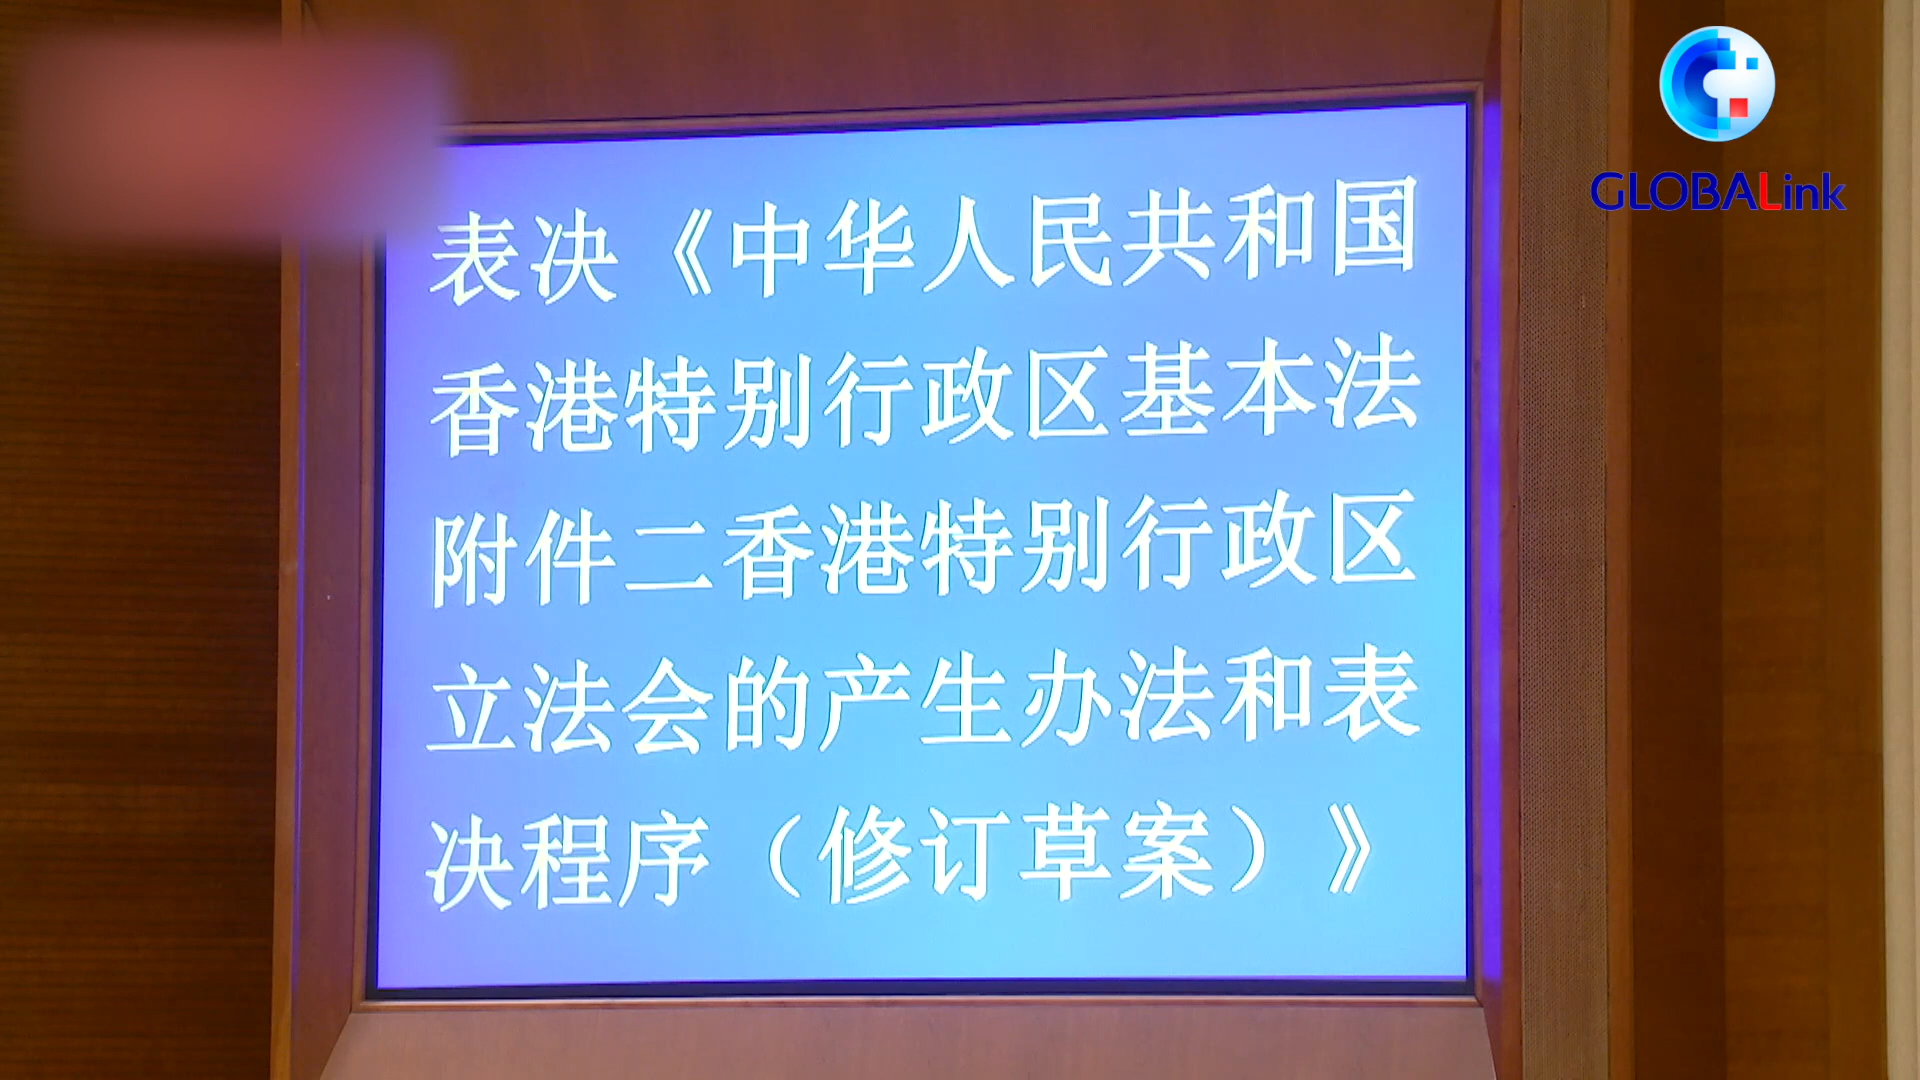 GLOBALink
表决《中华人民共和国
香港特别行政区基本法
附件二香港特别行政区
立法会的产生办法和表
决程序（修订草案）》